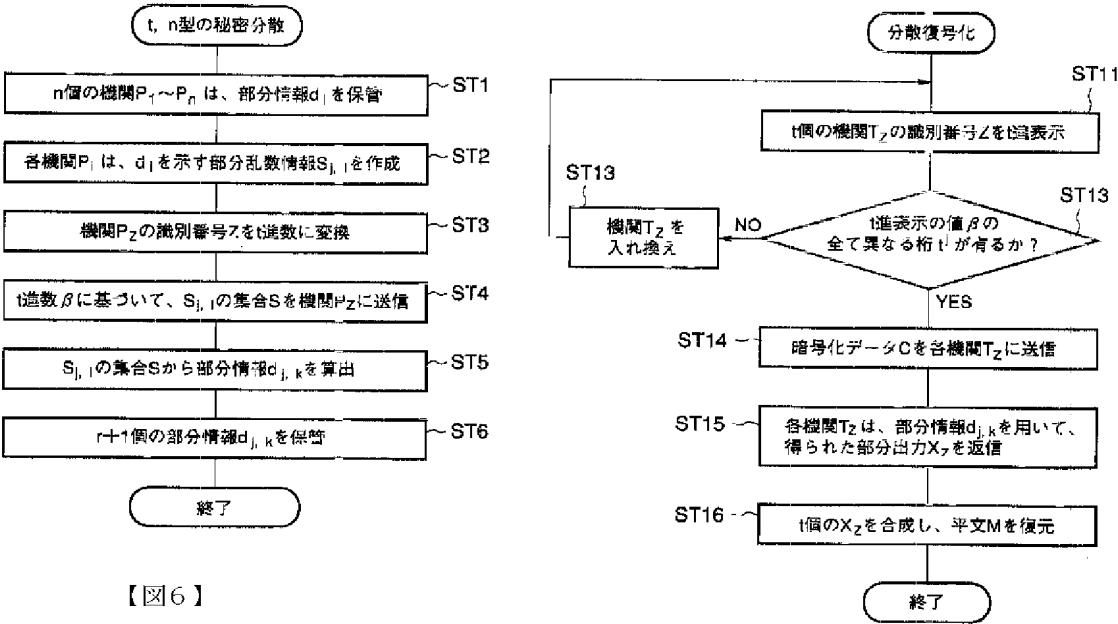 t, n型の秘密分散
n個の機関P1～Pn は、部分情報diを保管
ST1
各機関Pi は、diを示す部分乱数情報Sj, iを作成
ST2
機関PZの識別番号Zをt進数に変換
ST3
t進数βに基づいて、Sj, iの集合Sを機関PZに送信
ST4
Sj, iの集合Sから部分情報dj, kを算出
ST5
r+1個の部分情報dj, kを保管
ST6
終了
【図6】
分散復号化
ST11
t個の機関TZの識別番号Zをt進表示
ST13
t進表示の値βの
全て異なる桁 tj が有るか？
NO
ST13
機関TZ を
入れ換え
YES
ST14
暗号化データCを各機関TZに送信
ST15
各機関TZは、部分情報dj, kを用いて、
得られた部分出力XZを返信
ST16
t個のXZを合成し、平文Mを復元
終了